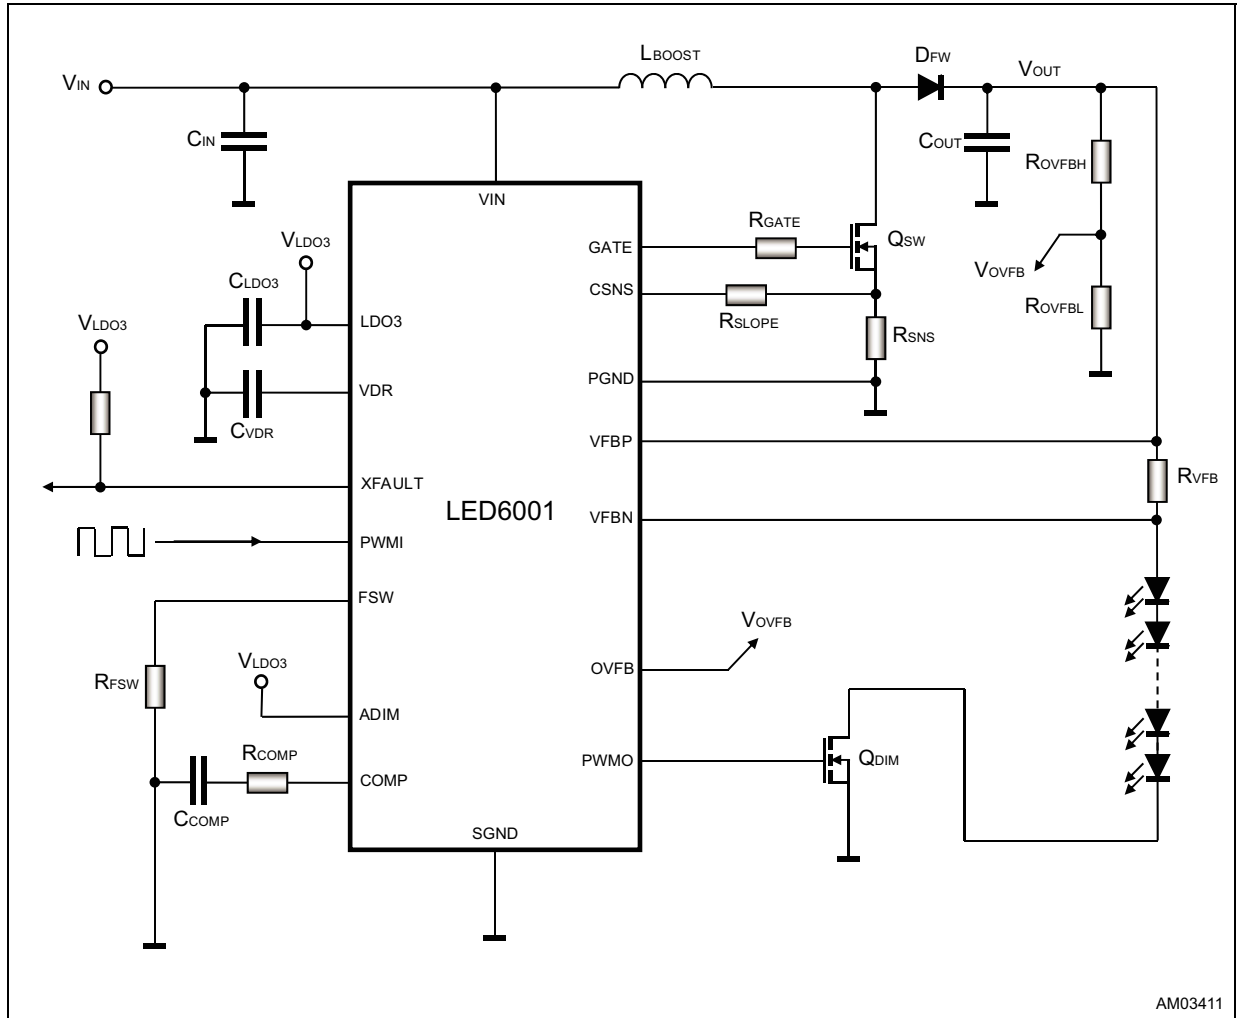 LBOOST
DFW
VOUT
VIN
CIN
COUT
ROVFBH
VIN
RGATE
GATE
QSW
VLDO3
VOVFB
CLDO3
CSNS
ROVFBL
VLDO3
LDO3
RSLOPE
RSNS
PGND
VDR
CVDR
VFBP
RVFB
XFAULT
LED6001
VFBN
PWMI
FSW
VOVFB
VLDO3
OVFB
RFSW
ADIM
RCOMP
PWMO
QDIM
COMP
CCOMP
SGND
AM03411